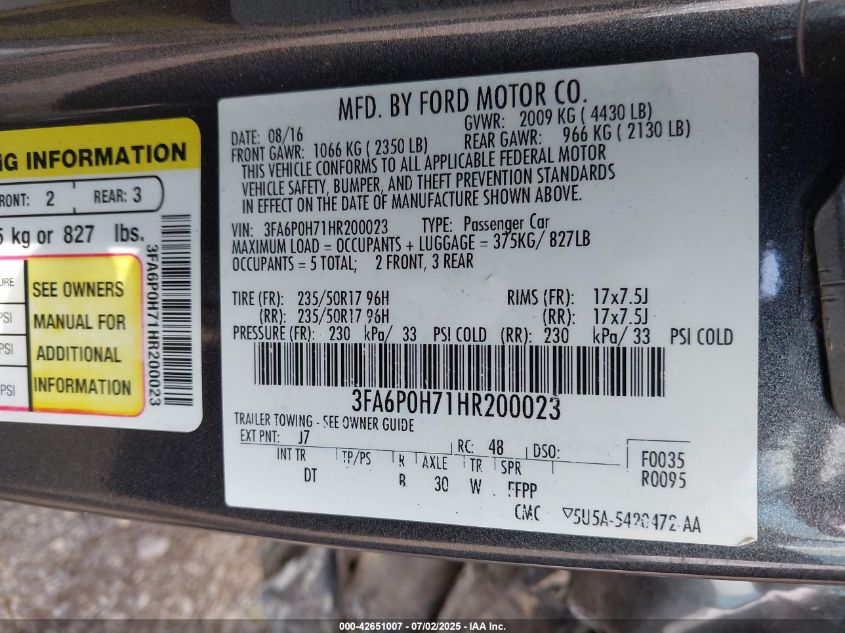 NG INFORMATION
RONT: 2 REAR: 3
5 kg or 827 lbs.
SEE OWNERS
MANUAL FOR
ADDITIONAL
INFORMATION
URE
PSI
PSI
PSI
3FA6P0H71HR200023
MFD. BY FORD MOTOR CO.
DATE: 08/16 GVWR: 2009 KG ( 4430 LB)
FRONT GAWR: 1066 KG ( 2350 LB) REAR GAWR: 966 KG ( 2130 LB)
THIS VEHICLE CONFORMS TO ALL APPLICABLE FEDERAL MOTOR
VEHICLE SAFETY, BUMPER, AND THEFT PREVENTION STANDARDS
IN EFFECT ON THE DATE OF MANUFACTURE SHOWN ABOVE.
VIN: 3FA6P0H71HR200023 TYPE: Passenger Car
MAXIMUM LOAD = OCCUPANTS + LUGGAGE = 375KG/ 827LB
OCCUPANTS = 5 TOTAL; 2 FRONT, 3 REAR
TIRE (FR): 235/50R17 96H RIMS (FR): 17x7.5J
(RR): 235/50R17 96H (RR): 17x7.5J
PRESSURE (FR): 230 kPa/ 33 PSI COLD (RR): 230 kPa/ 33 PSI COLD
3FA6P0H71HR200023
TRAILER TOWING - SEE OWNER GUIDE
EXT PNT: J7 RC: 48 DSO:
INT TR TP/PS R AXLE TR SPR
DT B 30 W FFPP
F0035
R0095
CMC
000-42651007 - 07/02/2025 - IAA Inc.